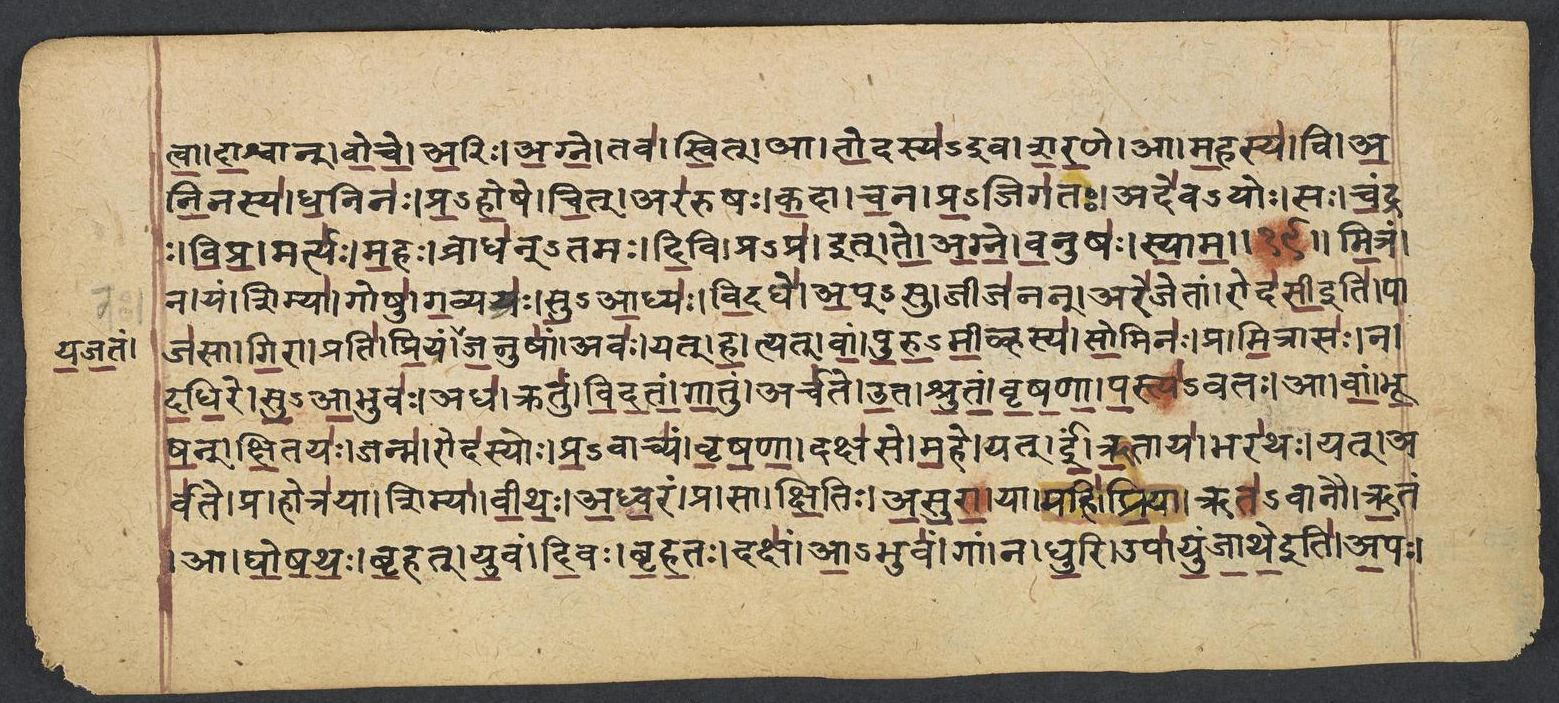 त्वा।दाश्वान्।वोचे।अरिः।अग्ने।तव।स्वित्।आ।तोदस्यऽइव।शरणे।आ।महस्य।वि।अ
निनस्य।धनिनः।प्रऽहोषे।चित्।अररुषः।कदा।चन।प्रऽजिगतः।अदेवऽयोः।सः।चंद्र
ः।विप्र।मर्त्यः।महः।व्राधन्ऽतमः।दिवि।प्रऽप्र।इत्।ते।अग्ने।वनुषः।स्याम।।१९॥मित्रं।
न।यं।शिम्या।गोषु।गव्यवः।सुऽआध्यः।विदथे।अप्ऽसु।जीजनन्।अरेजेतां।रोदसीइति।पा
यजतं।
जसा।गिरा।प्रति।प्रियं।जनुषां।अवः।यत्।ह।त्यत्।वां।पुरुऽमीळ्हस्य।सोमिनः।प्र।मित्रासः।न।
दधिरे।सुऽआभुवः।अध।क्रतुं।विदतं।गातुं।अर्चते।उत।श्रुतं।वृषणा।पस्त्यऽवतः।आ।वां।भू
षन्।क्षितयः।जन्म।रोदस्योः।प्रऽवाच्यं।वृषणा।दक्षसे।महे।यत्।ईं।ऋताय।भरथः।यत्।अ
र्वते।प्र।होत्रया।शिम्या।वीथः।अध्वरं।प्र।सा।क्षितिः।असुरा।या।महि।प्रिया।ऋतऽवानौ।ऋतं
।आ।घोषथः।बृहत्।युवं।दिवः।बृहतः।दक्षं।आऽभुवं।गां।न।धुरि।उप।युंजाथेइति।अपः।